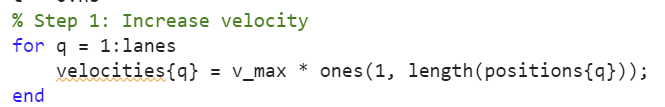 % Step 1: Increase velocity
for q = 1:lanes
velocities{q} = v_max * ones(1, length(positions{q}));
end